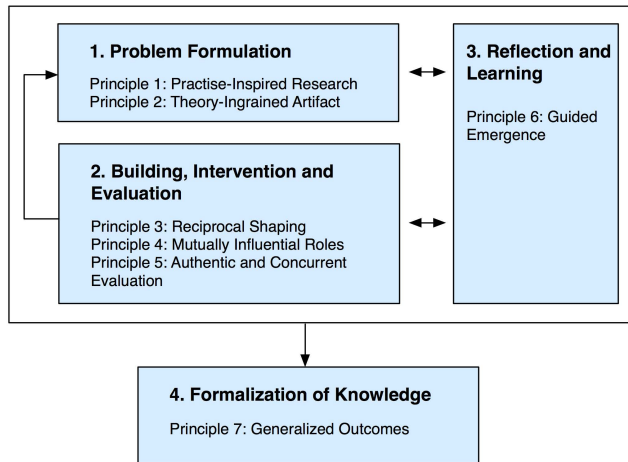 1. Problem Formulation
Principle 1: Practise-Inspired Research
Principle 2: Theory-Ingrained Artifact
2. Building, Intervention and
Evaluation
Principle 3: Reciprocal Shaping
Principle 4: Mutually Influential Roles
Principle 5: Authentic and Concurrent
Evaluation
3. Reflection and
Learning
Principle 6: Guided
Emergence
4. Formalization of Knowledge
Principle 7: Generalized Outcomes